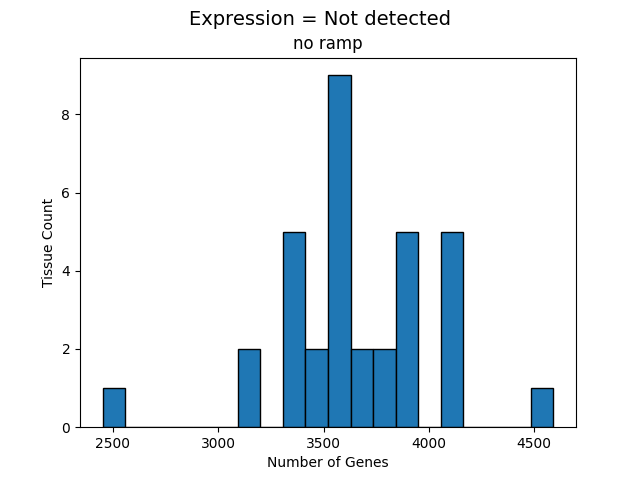 Expression = Not detected
no ramp
8
6
4
2
0
Tissue Count
2500 3000 3500 4000 4500
Number of Genes